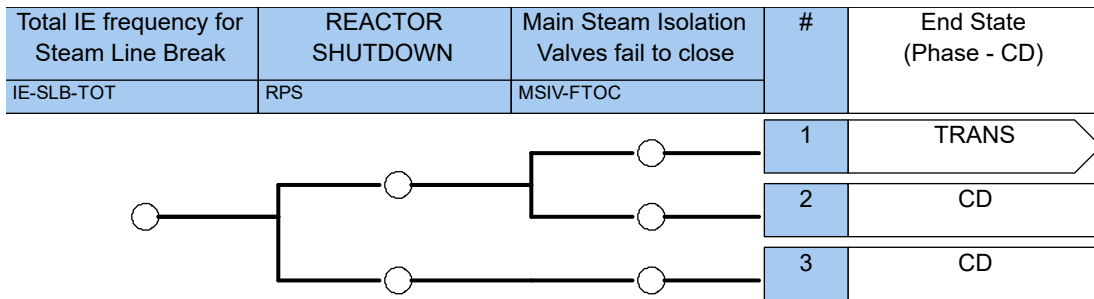 Total IE frequency for
Steam Line Break
REACTOR
SHUTDOWN
Main Steam Isolation
Valves fail to close
#
End State
(Phase - CD)
IE-SLB-TOT
RPS
MSIV-FTOC
1
TRANS
2
CD
3
CD